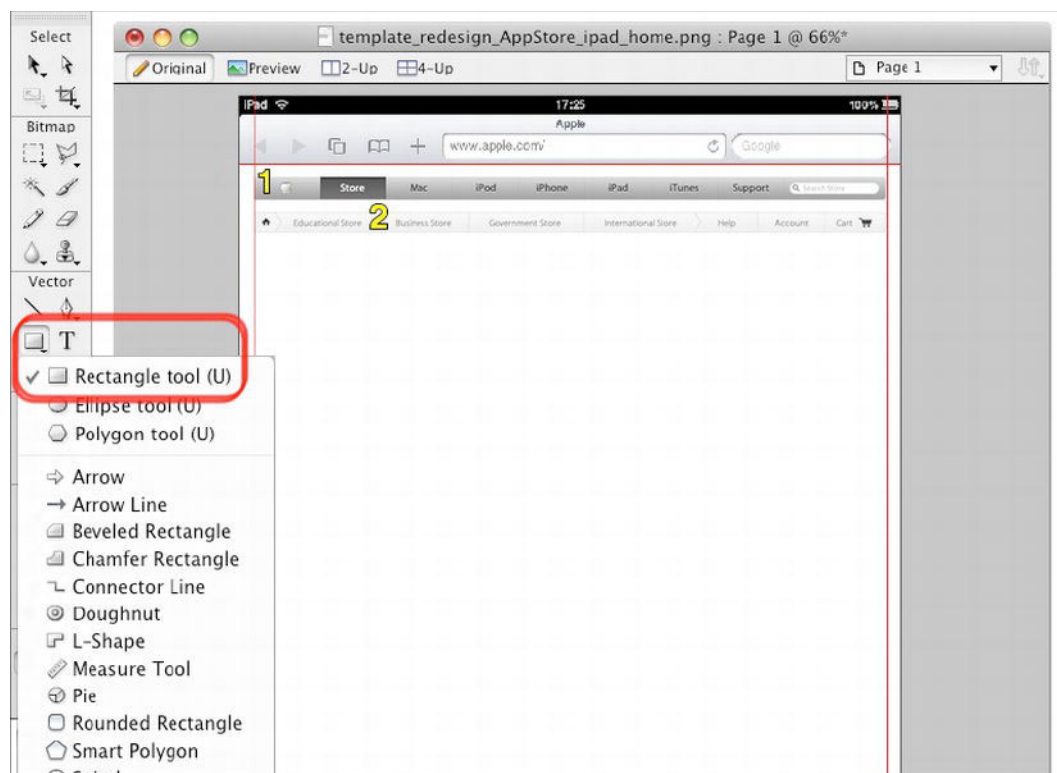 Select
template_redesign_AppStore_ipad_home.png : Page 1 @ 66%*
Original Preview 2-Up 4-Up Page 1
Bitmap
iPad 17:25 100%
Apple
www.apple.com/ Google
1 Store Mac iPod iPhone iPad iTunes Support Search Store
2 Educational Store Business Store Government Store International Store Help Account Cart
Vector
T
✓ Rectangle tool (U)
Ellipse tool (U)
Polygon tool (U)
Arrow
Arrow Line
Beveled Rectangle
Chamfer Rectangle
Connector Line
Doughnut
L-Shape
Measure Tool
Pie
Rounded Rectangle
Smart Polygon